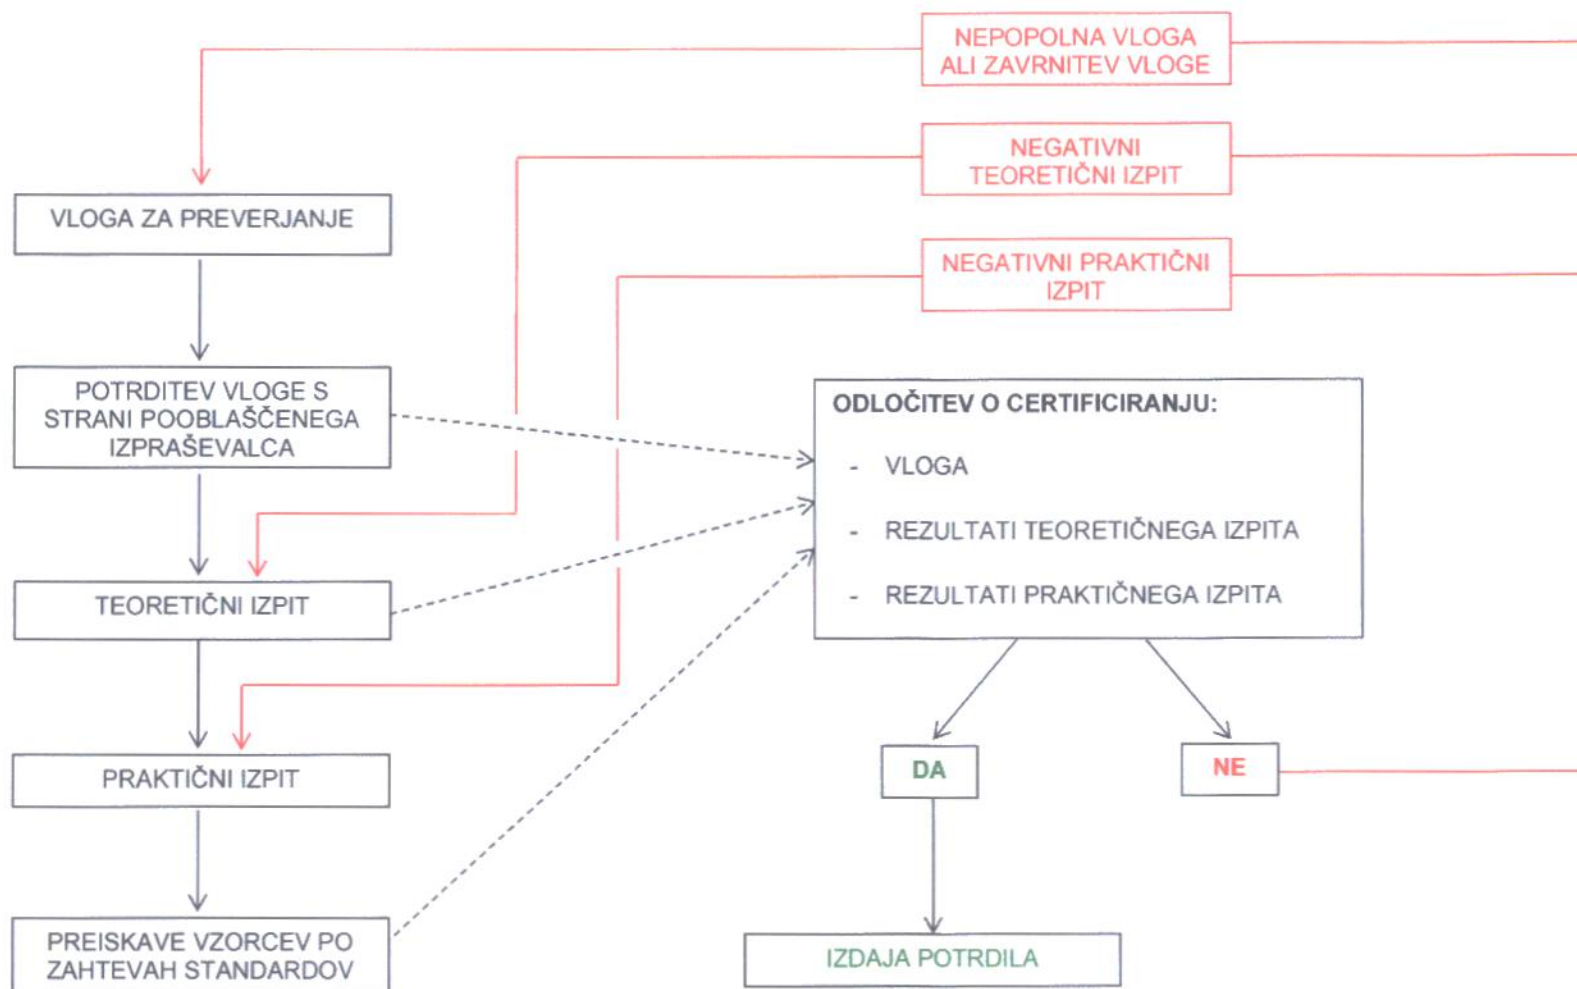 NEPOPOLNA VLOGA
ALI ZAVRNITEV VLOGE
NEGATIVNI
TEORETIČNI IZPIT
NEGATIVNI PRAKTIČNI
IZPIT
VLOGA ZA PREVERJANJE
POTRDITEV VLOGE S
STRANI POOBLAŠČENEGA
IZPRAŠEVALCA
TEORETIČNI IZPIT
PRAKTIČNI IZPIT
PREISKAVE VZORCEV PO
ZAHTEVAH STANDARDOV
ODLOČITEV O CERTIFICIRANJU:
- VLOGA
- REZULTATI TEORETIČNEGA IZPITA
- REZULTATI PRAKTIČNEGA IZPITA
DA
NE
IZDAJA POTRDILA